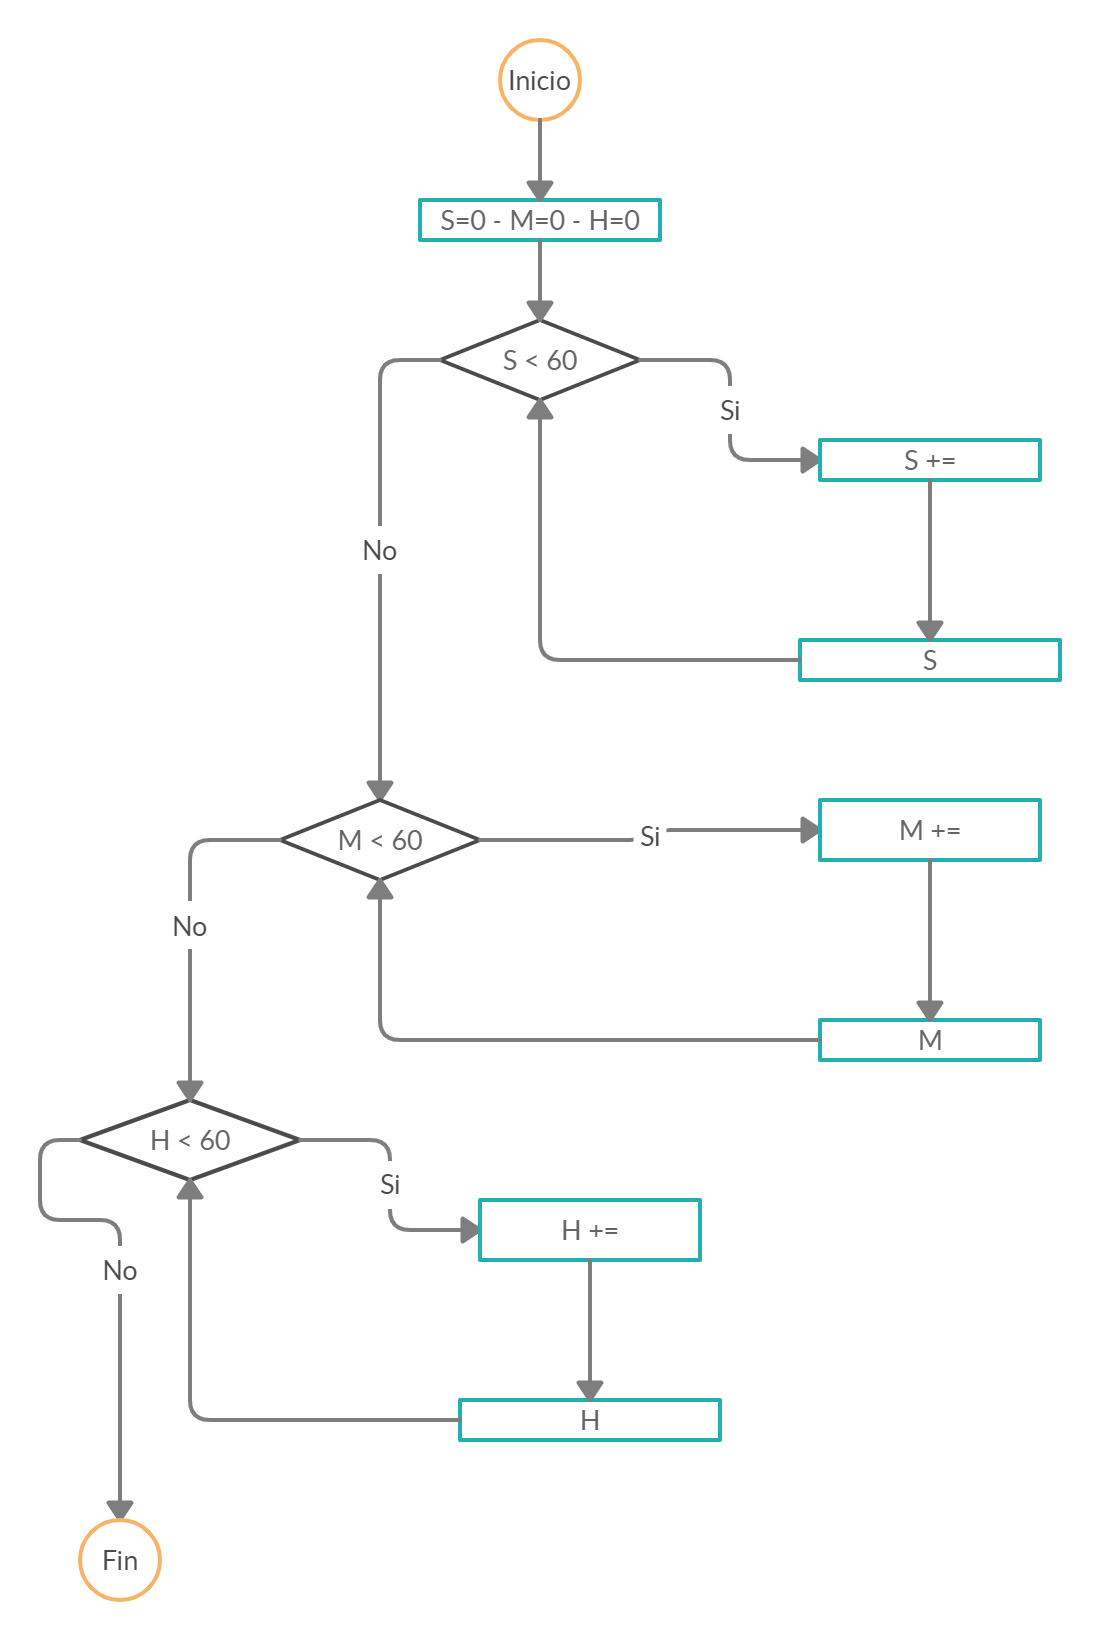 Inicio
S=0 - M=0 - H=0
S < 60
Si
S +=
No
S
M < 60
Si
M +=
No
M
H < 60
Si
H +=
No
H
Fin